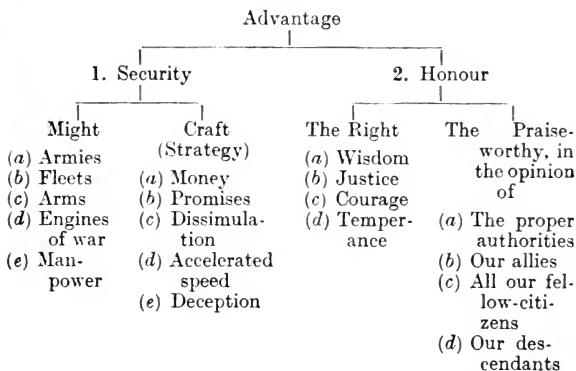 Advantage
1. Security
2. Honour
Might
(a) Armies
(b) Fleets
(c) Arms
(d) Engines
of war
(e) Man-
power
Craft
(Strategy)
(a) Money
(b) Promises
(c) Dissimula-
tion
(d) Accelerated
speed
(e) Deception
The Right
(a) Wisdom
(b) Justice
(c) Courage
(d) Temper-
ance
The Praise-
worthy, in
the opinion
of
(a) The proper
authorities
(b) Our allies
(c) All our fel-
low-citi-
zens
(d) Our des-
cendants